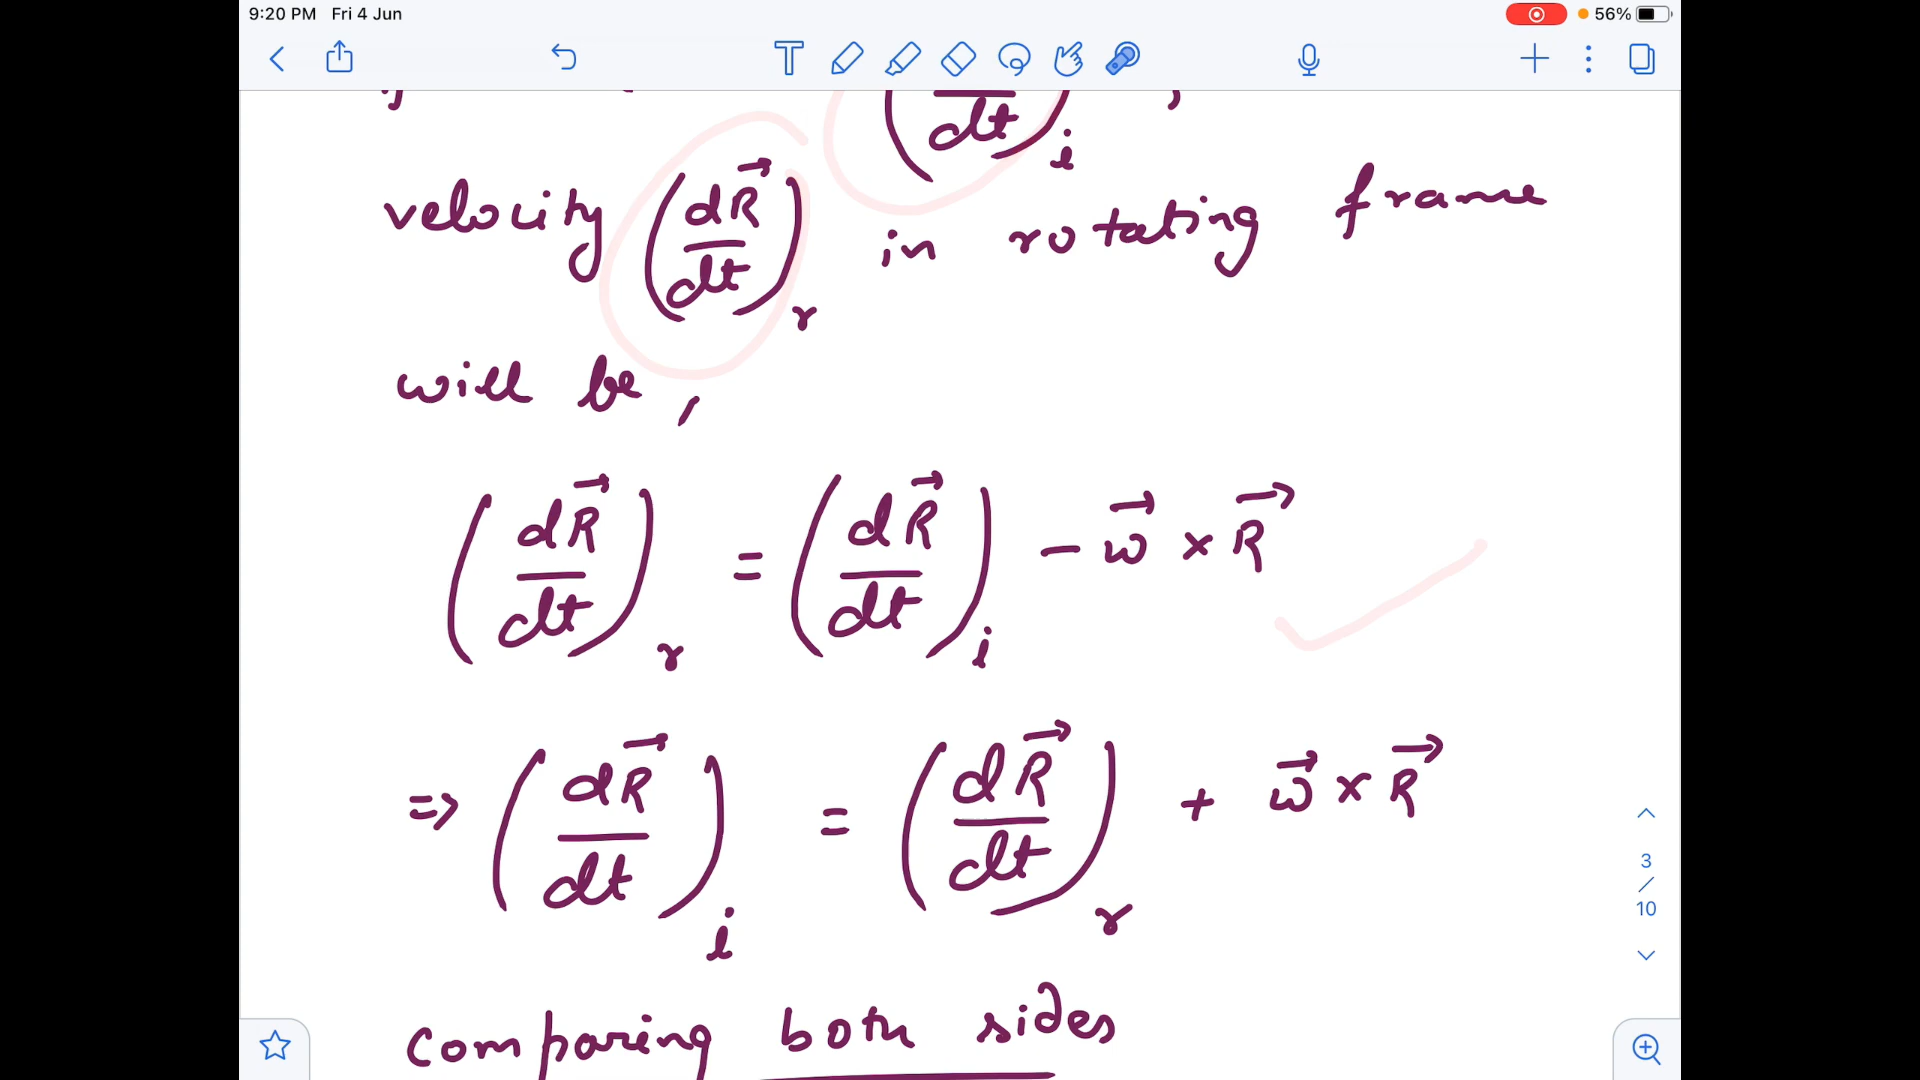 9:20 PM Fri 4 Jun 56%
(dt)i ,
velocity (dR⃗/dt)r in rotating frame
will be,
(dR⃗/dt)r = (dR⃗/dt)i - ω⃗ × R⃗
=> (dR⃗/dt)i = (dR⃗/dt)r + ω⃗ × R⃗
3
/
10
comparing both sides